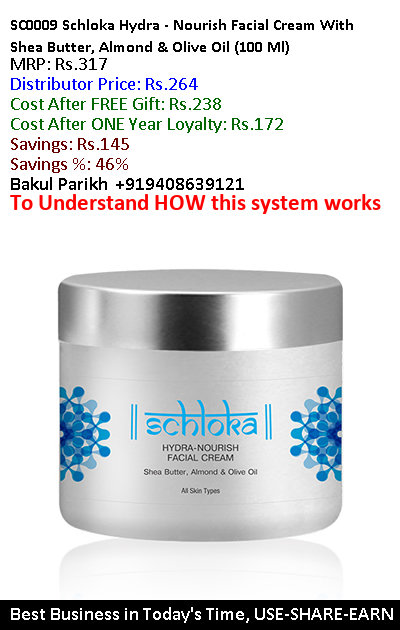 SC0009 Schloka Hydra - Nourish Facial Cream With
Shea Butter, Almond & Olive Oil (100 Ml)
MRP: Rs.317
Distributor Price: Rs.264
Cost After FREE Gift: Rs.238
Cost After ONE Year Loyalty: Rs.172
Savings: Rs.145
Savings %: 46%
Bakul Parikh +919408639121
To Understand HOW this system works
|| schloka ||
HYDRA-NOURISH
FACIAL CREAM
Shea Butter, Almond & Olive Oil
All Skin Types
Best Business in Today's Time, USE-SHARE-EARN